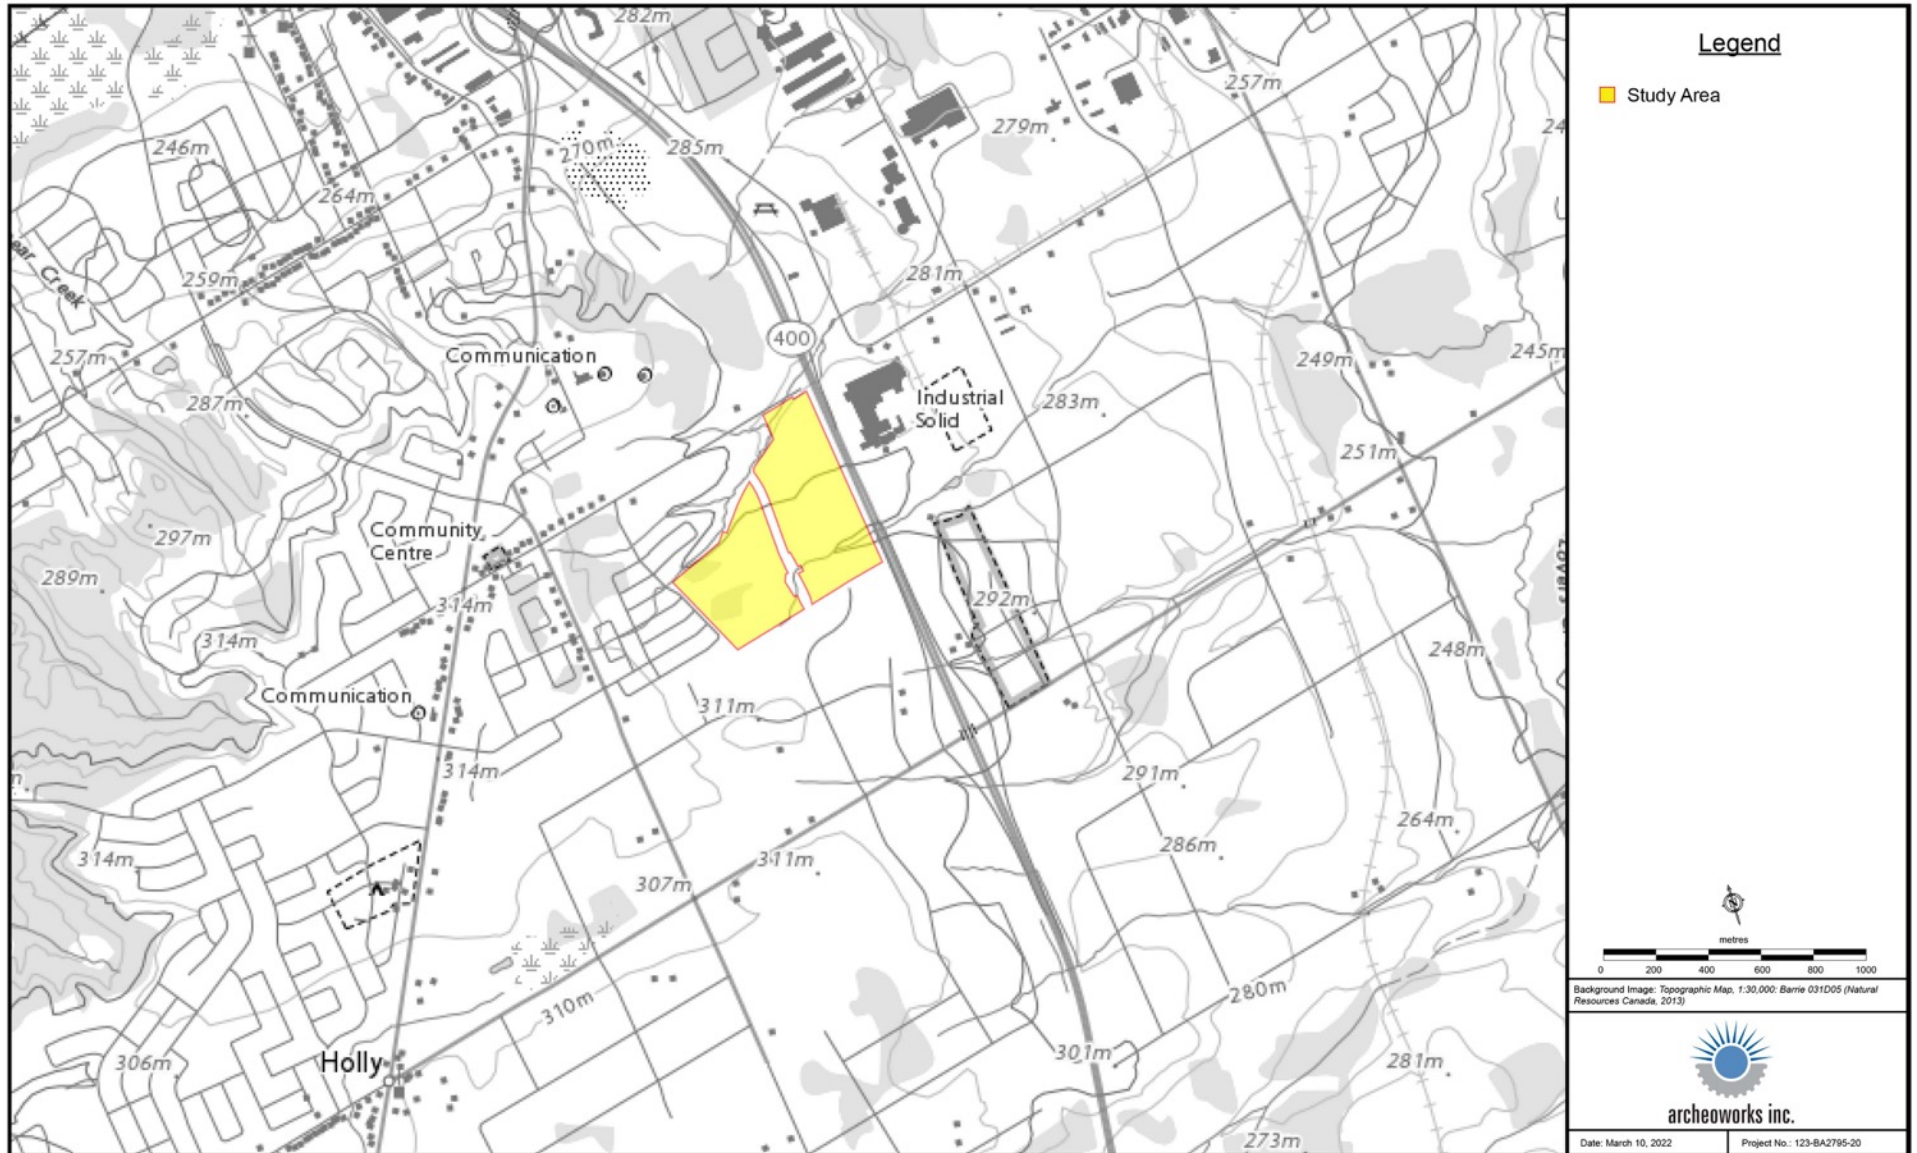 282m
257m
285m
270m
279m
246m
264m
259m
281m
Creek
400
257m
Communication
249m
245m
287m
Industrial
Solid
283m
251m
Community
Centre
297m
289m
292m
314m
314m
248m
Communication
311m
314m
291m
264m
286m
314m
311m
307m
310m
280m
306m
Holly
301m
281m
273m
Legend
Study Area
N
metres
0 200 400 600 800 1000
Background Image: Topographic Map, 1:30,000: Barrie 031D05 (Natural
Resources Canada, 2013)
archeoworks inc.
Date: March 10, 2022
Project No.: 123-BA2795-20